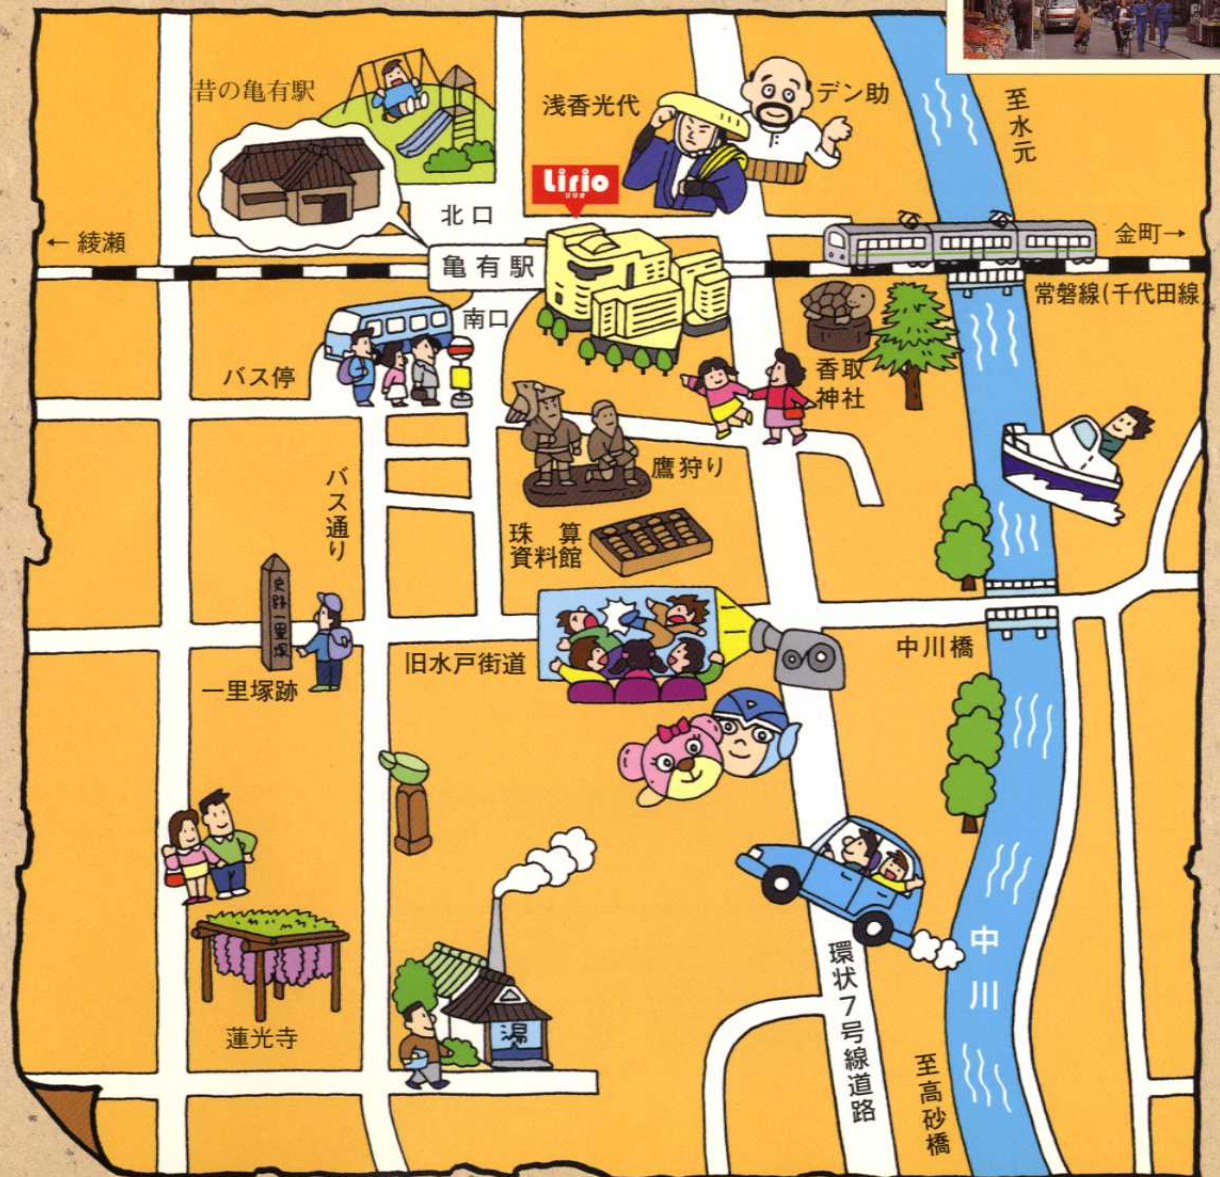 昔の亀有駅
浅香光代
デン助
至水元
Lirio
リリオ
北口
← 綾瀬
亀有駅
金町→
常磐線(千代田線
南口
バス停
香取
神社
鷹狩り
バス通り
珠算
資料館
史跡一里塚
一里塚跡
旧水戸街道
中川橋
中川
湯
蓮光寺
環状7号線道路
至高砂橋